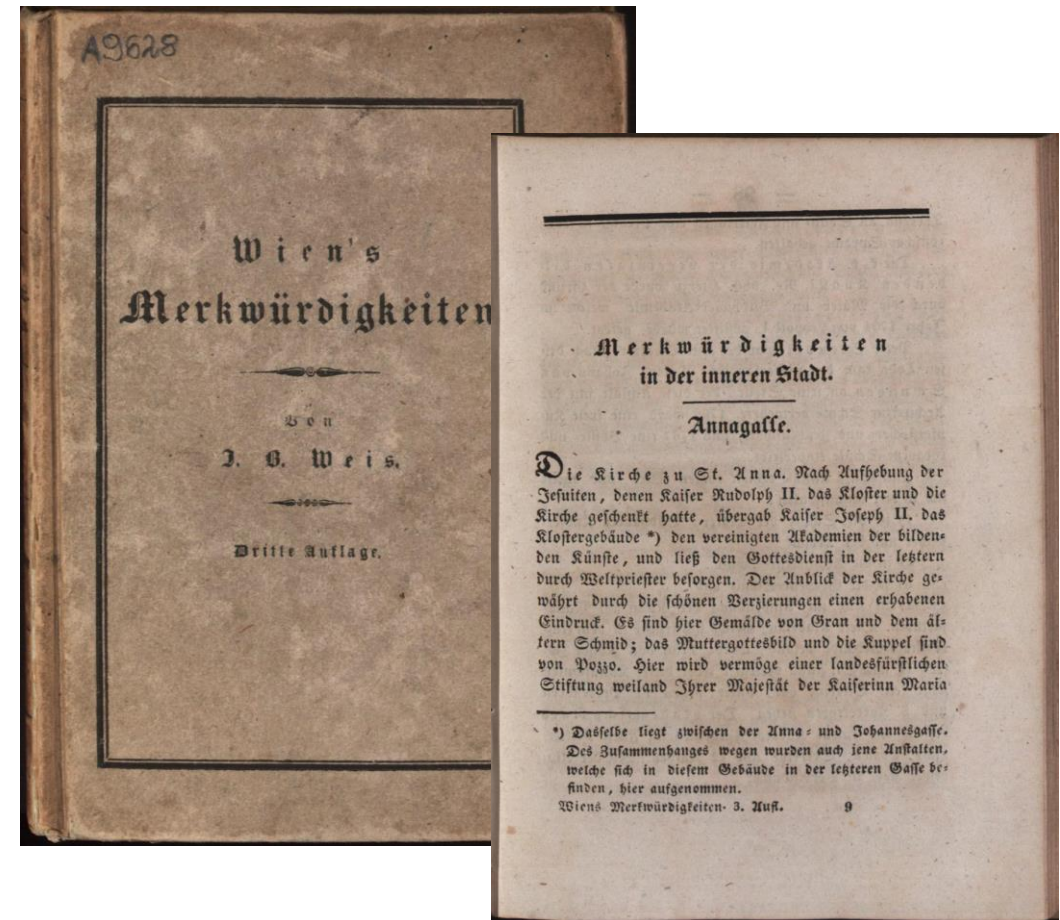 A9628
Wien's
Merkwürdigkeiten
Von
J. B. Weis.
Dritte Auflage.
Merkwürdigkeiten
in der inneren Stadt.
Annagasse.
Die Kirche zu St. Anna. Nach Aufhebung der
Jesuiten, denen Kaiser Rudolph II. das Kloster und die
Kirche geschenkt hatte, übergab Kaiser Joseph II. das
Klostergebäude *) den vereinigten Akademien der bilden-
den Künste, und ließ den Gottesdienst in der letztern
durch Weltpriester besorgen. Der Anblick der Kirche ge-
währt durch die schönen Verzierungen einen erhabenen
Eindruck. Es sind hier Gemälde von Gran und dem äl-
tern Schmid; das Muttergottesbild und die Kuppel sind
von Pozzo. Hier wird vermöge einer landesfürstlichen
Stiftung weiland Ihrer Majestät der Kaiserinn Maria
*) Dasselbe liegt zwischen der Anna- und Johannesgasse.
Des Zusammenhanges wegen wurden auch jene Anstalten,
welche sich in diesem Gebäude in der letzteren Gasse be-
finden, hier aufgenommen.
Wiens Merkwürdigkeiten. 3. Aufl. 9